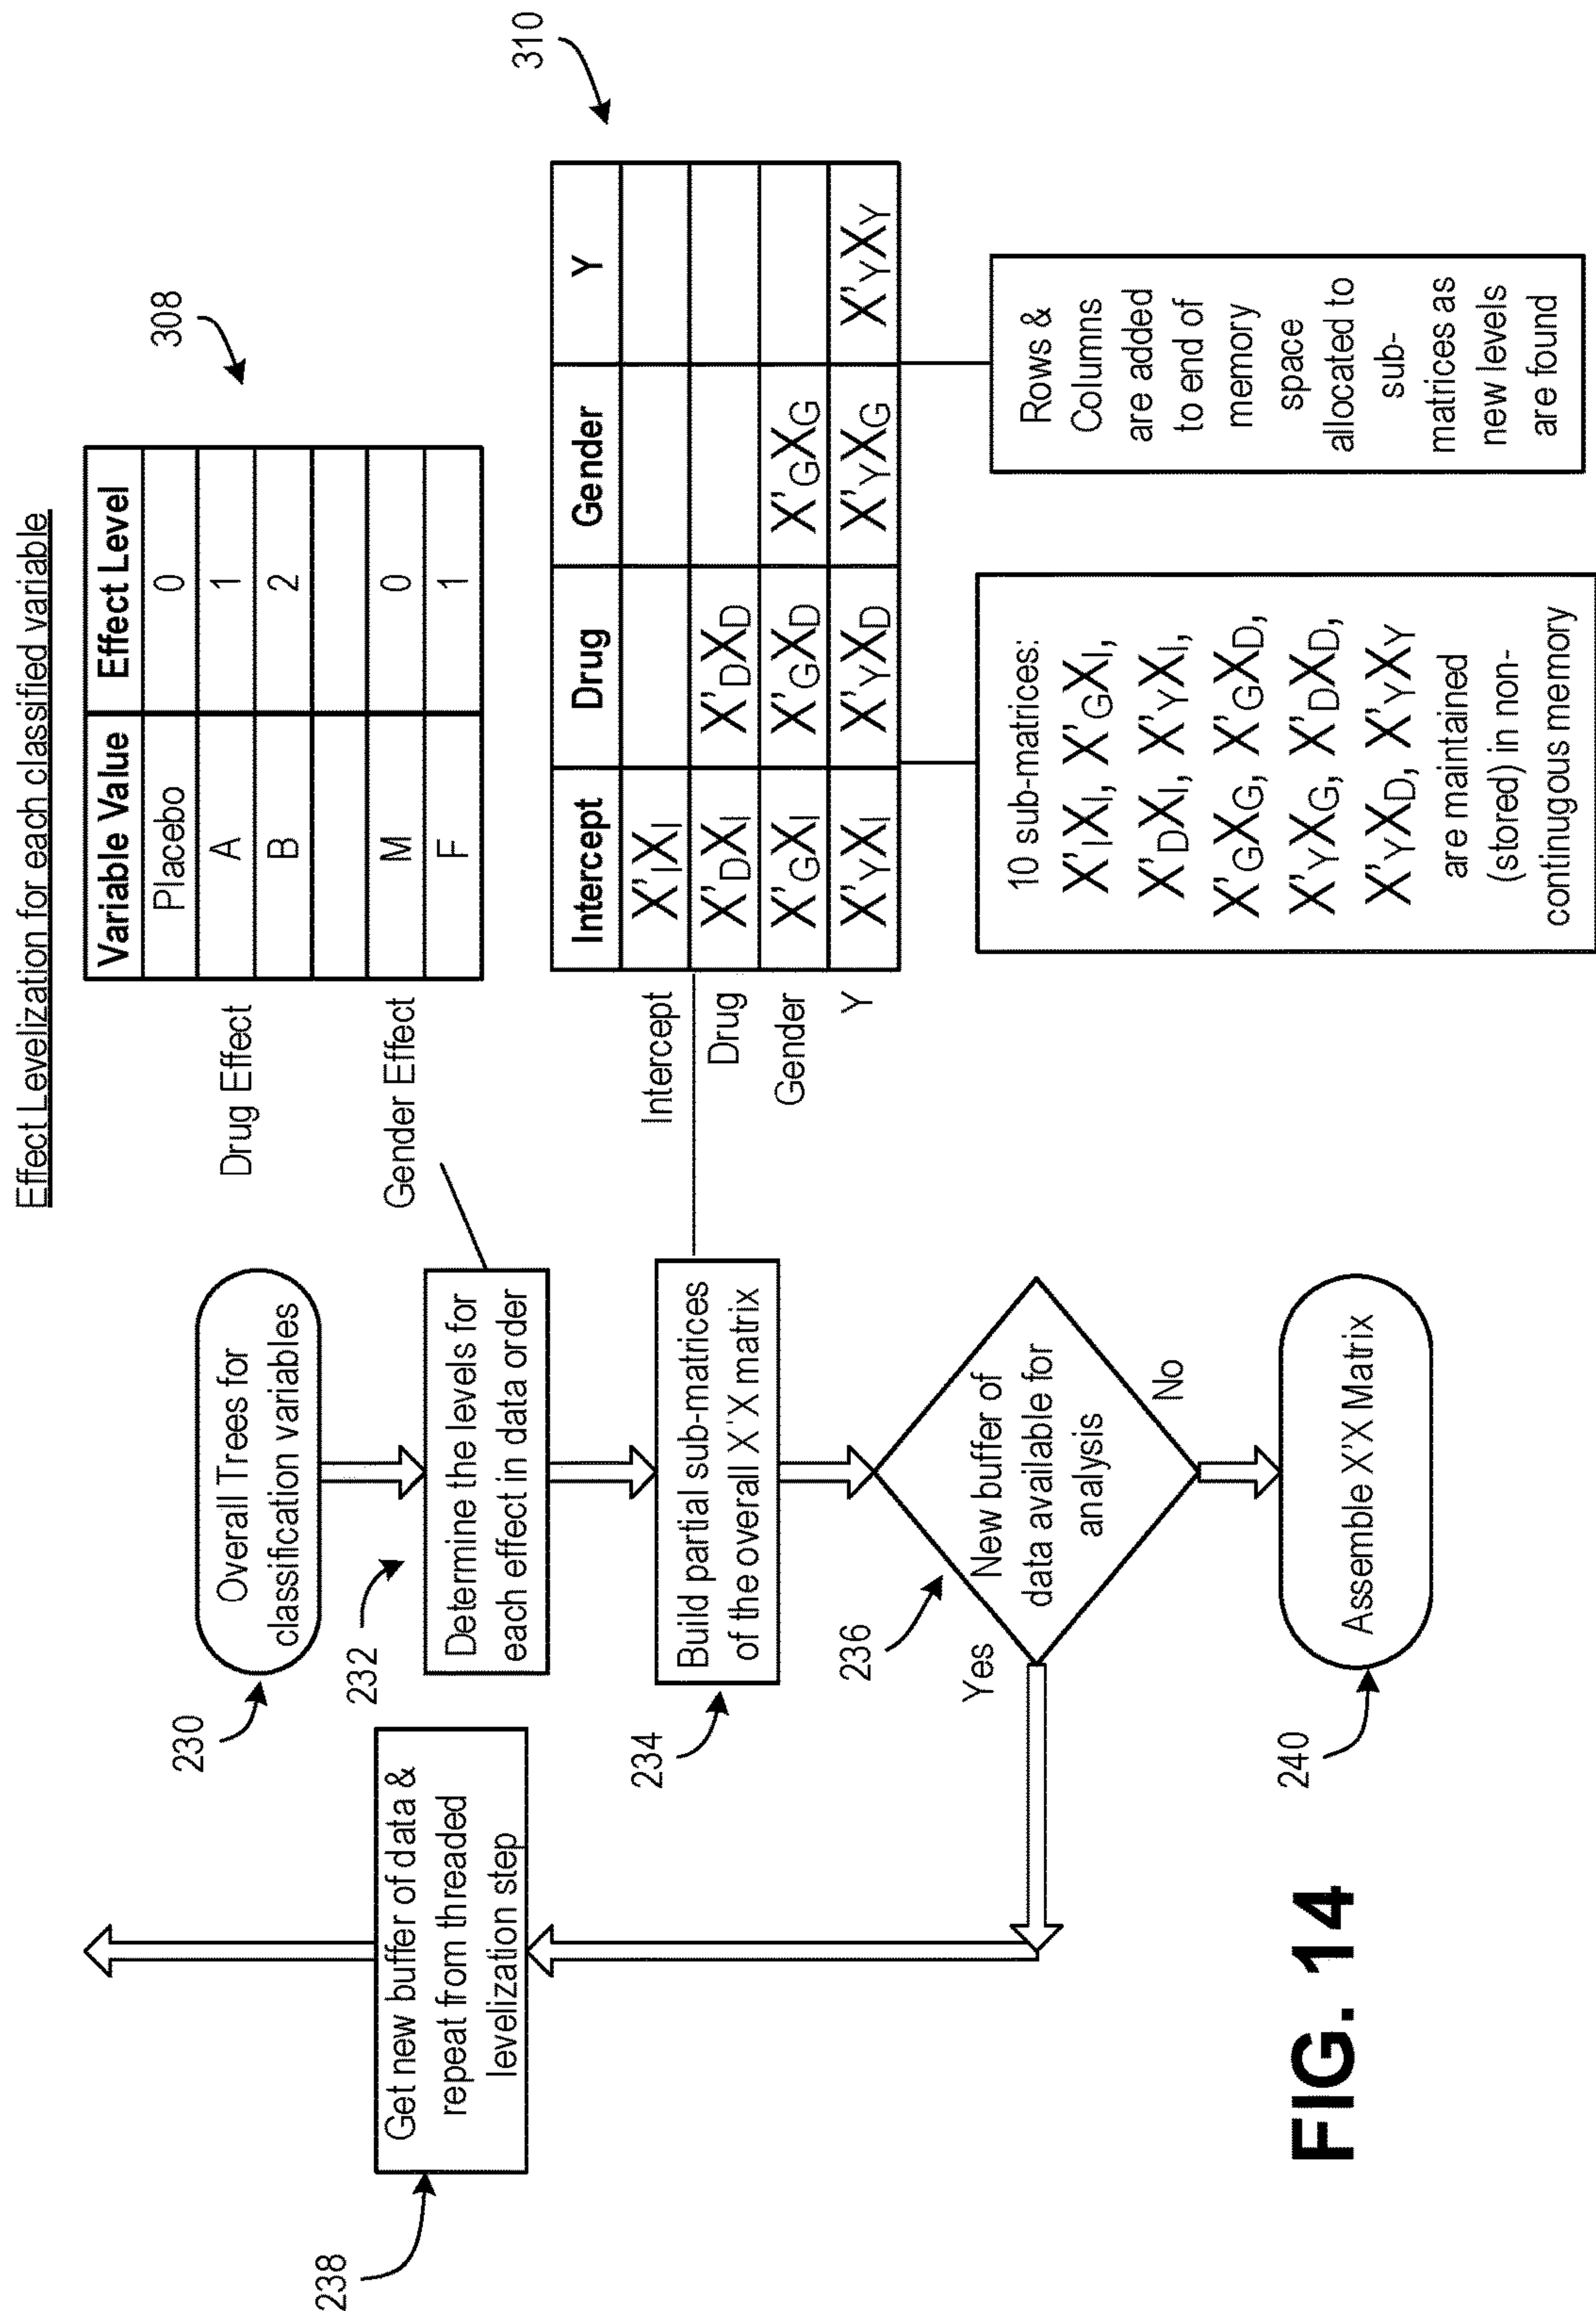 Effect Levelization for each classified variable
308
Variable Value Effect Level
Drug Effect
Placebo 0
A 1
B 2
Gender Effect
M 0
F 1
310
Intercept Drug Gender Y
Intercept X'IXI
Drug X'DXI X'DXD
Gender X'GXI X'GXD X'GXG
Y X'YXI X'YXD X'YXG X'YXY
10 sub-matrices:
X'IXI, X'GXI,
X'DXI, X'YXI,
X'GXG, X'GXD,
X'YXG, X'DXD,
X'YXD, X'YXY
are maintained
(stored) in non-
continugous memory
Rows &
Columns
are added
to end of
memory
space
allocated to
sub-
matrices as
new levels
are found
230
Overall Trees for
classification variables
232
Determine the levels for
each effect in data order
234
Build partial sub-matrices
of the overall X'X matrix
236
New buffer of
data available for
analysis
Yes
No
238
Get new buffer of data &
repeat from threaded
levelization step
240
Assemble X'X Matrix
FIG. 14